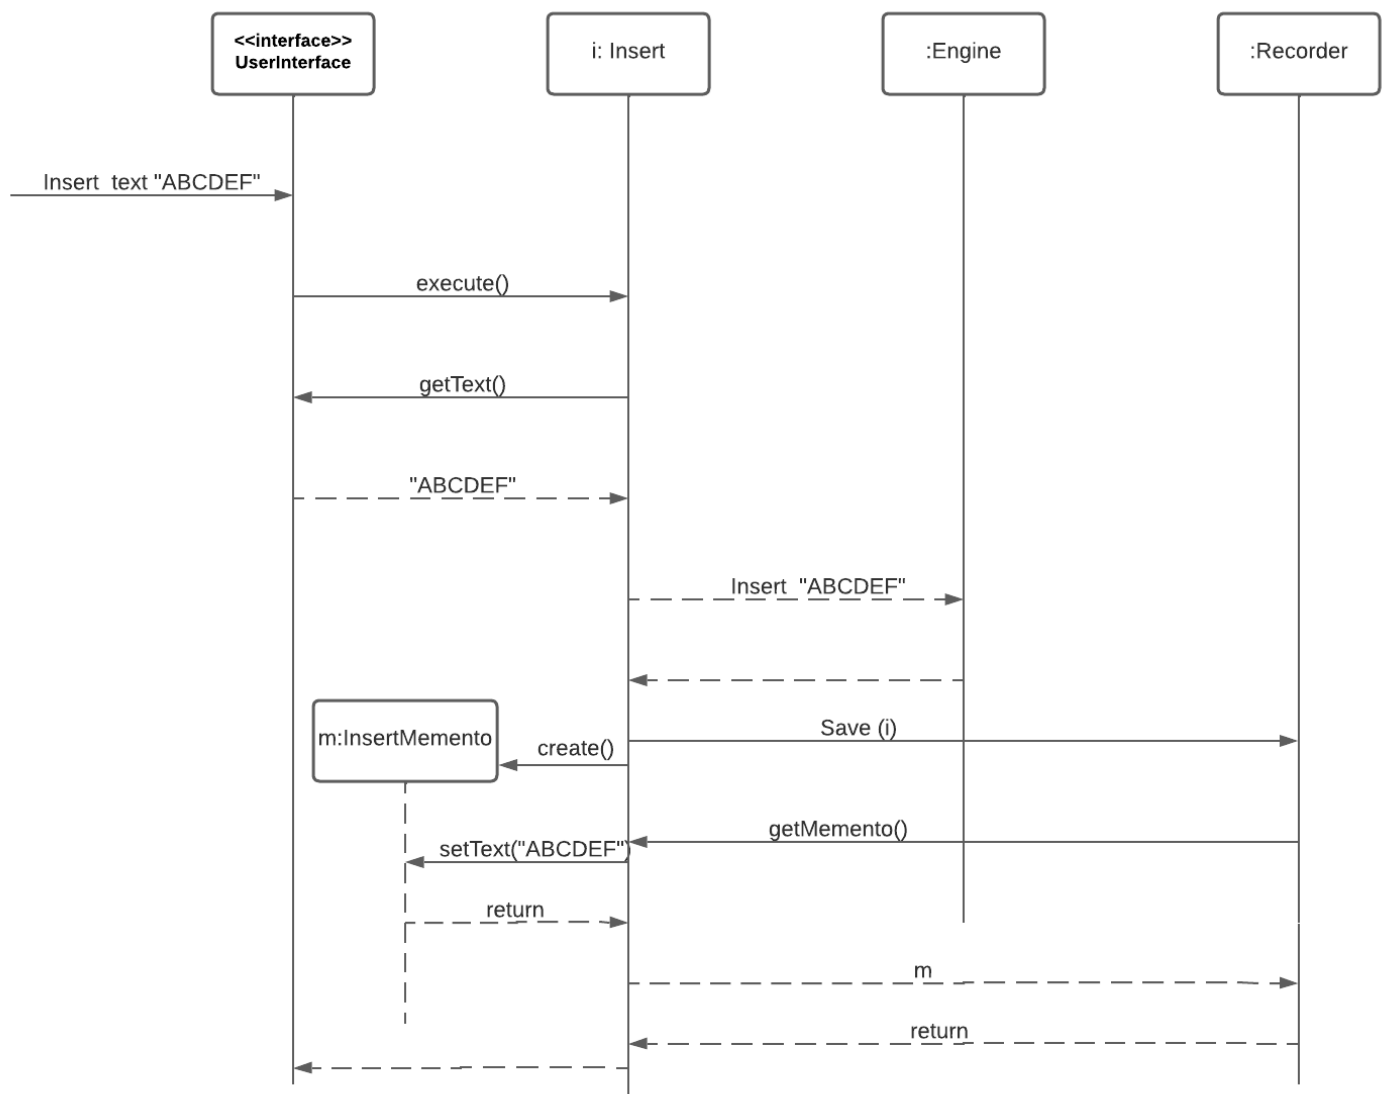 <<interface>>
UserInterface
i: Insert
:Engine
:Recorder
Insert  text "ABCDEF"
execute()
getText()
"ABCDEF"
Insert  "ABCDEF"
Save (i)
m:InsertMemento
create()
getMemento()
setText("ABCDEF")
return
m
return